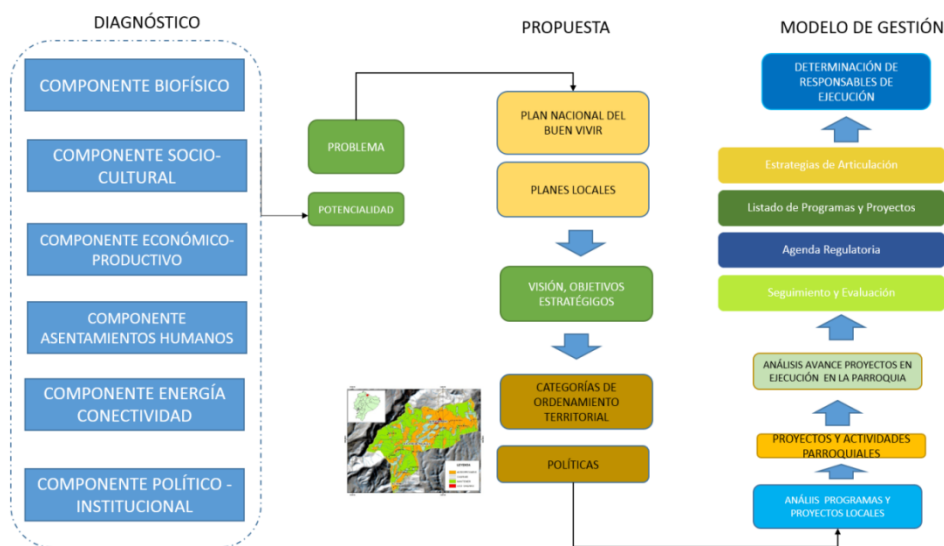 DIAGNÓSTICO
COMPONENTE BIOFÍSICO
COMPONENTE SOCIO-
CULTURAL
COMPONENTE ECONÓMICO-
PRODUCTIVO
COMPONENTE
ASENTAMIENTOS HUMANOS
COMPONENTE ENERGÍA
CONECTIVIDAD
COMPONENTE POLÍTICO -
INSTITUCIONAL
PROBLEMA
POTENCIALIDAD
PROPUESTA
PLAN NACIONAL DEL
BUEN VIVIR
PLANES LOCALES
VISIÓN, OBJETIVOS
ESTRATÉGIGOS
CATEGORÍAS DE
ORDENAMIENTO
TERRITORIAL
POLÍTICAS
MODELO DE GESTIÓN
DETERMINACIÓN DE
RESPONSABLES DE
EJECUCIÓN
Estrategias de Articulación
Listado de Programas y Proyectos
Agenda Regulatoria
Seguimiento y Evaluación
ANÁLISIS AVANCE PROYECTOS EN
EJECUCIÓN EN LA PARROQUIA
PROYECTOS Y ACTIVIDADES
PARROQUIALES
ANÁLIIS PROGRAMAS Y
PROYECTOS LOCALES